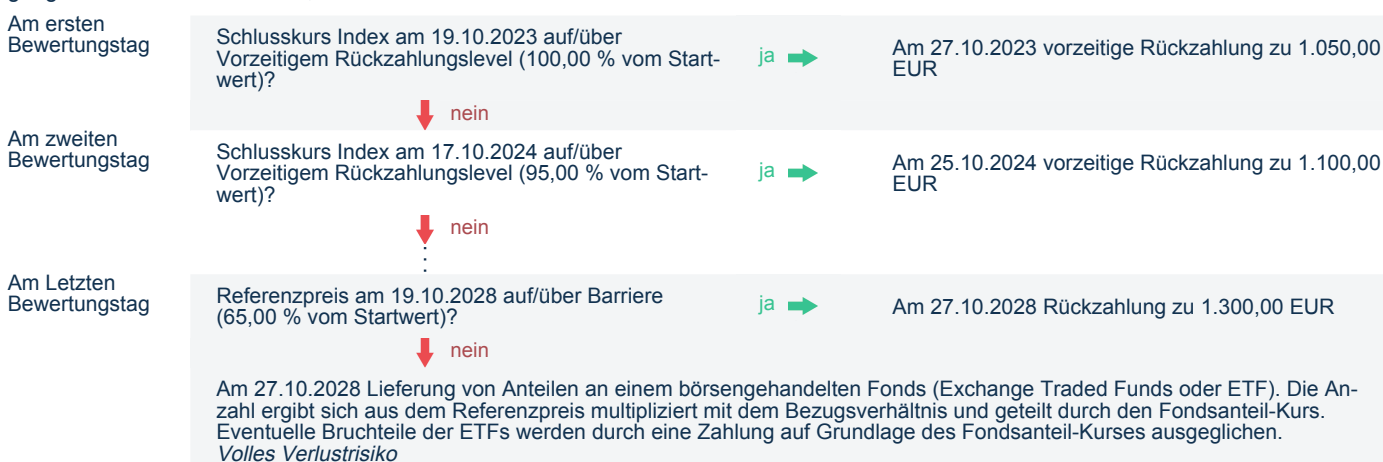 Am ersten
Bewertungstag
Schlusskurs Index am 19.10.2023 auf/über
Vorzeitigem Rückzahlungslevel (100,00 % vom Start-
wert)?
ja
Am 27.10.2023 vorzeitige Rückzahlung zu 1.050,00
EUR
nein
Am zweiten
Bewertungstag
Schlusskurs Index am 17.10.2024 auf/über
Vorzeitigem Rückzahlungslevel (95,00 % vom Start-
wert)?
ja
Am 25.10.2024 vorzeitige Rückzahlung zu 1.100,00
EUR
nein
Am Letzten
Bewertungstag
Referenzpreis am 19.10.2028 auf/über Barriere
(65,00 % vom Startwert)?
ja
Am 27.10.2028 Rückzahlung zu 1.300,00 EUR
nein
Am 27.10.2028 Lieferung von Anteilen an einem börsengehandelten Fonds (Exchange Traded Funds oder ETF). Die An-
zahl ergibt sich aus dem Referenzpreis multipliziert mit dem Bezugsverhältnis und geteilt durch den Fondsanteil-Kurs.
Eventuelle Bruchteile der ETFs werden durch eine Zahlung auf Grundlage des Fondsanteil-Kurses ausgeglichen.
Volles Verlustrisiko